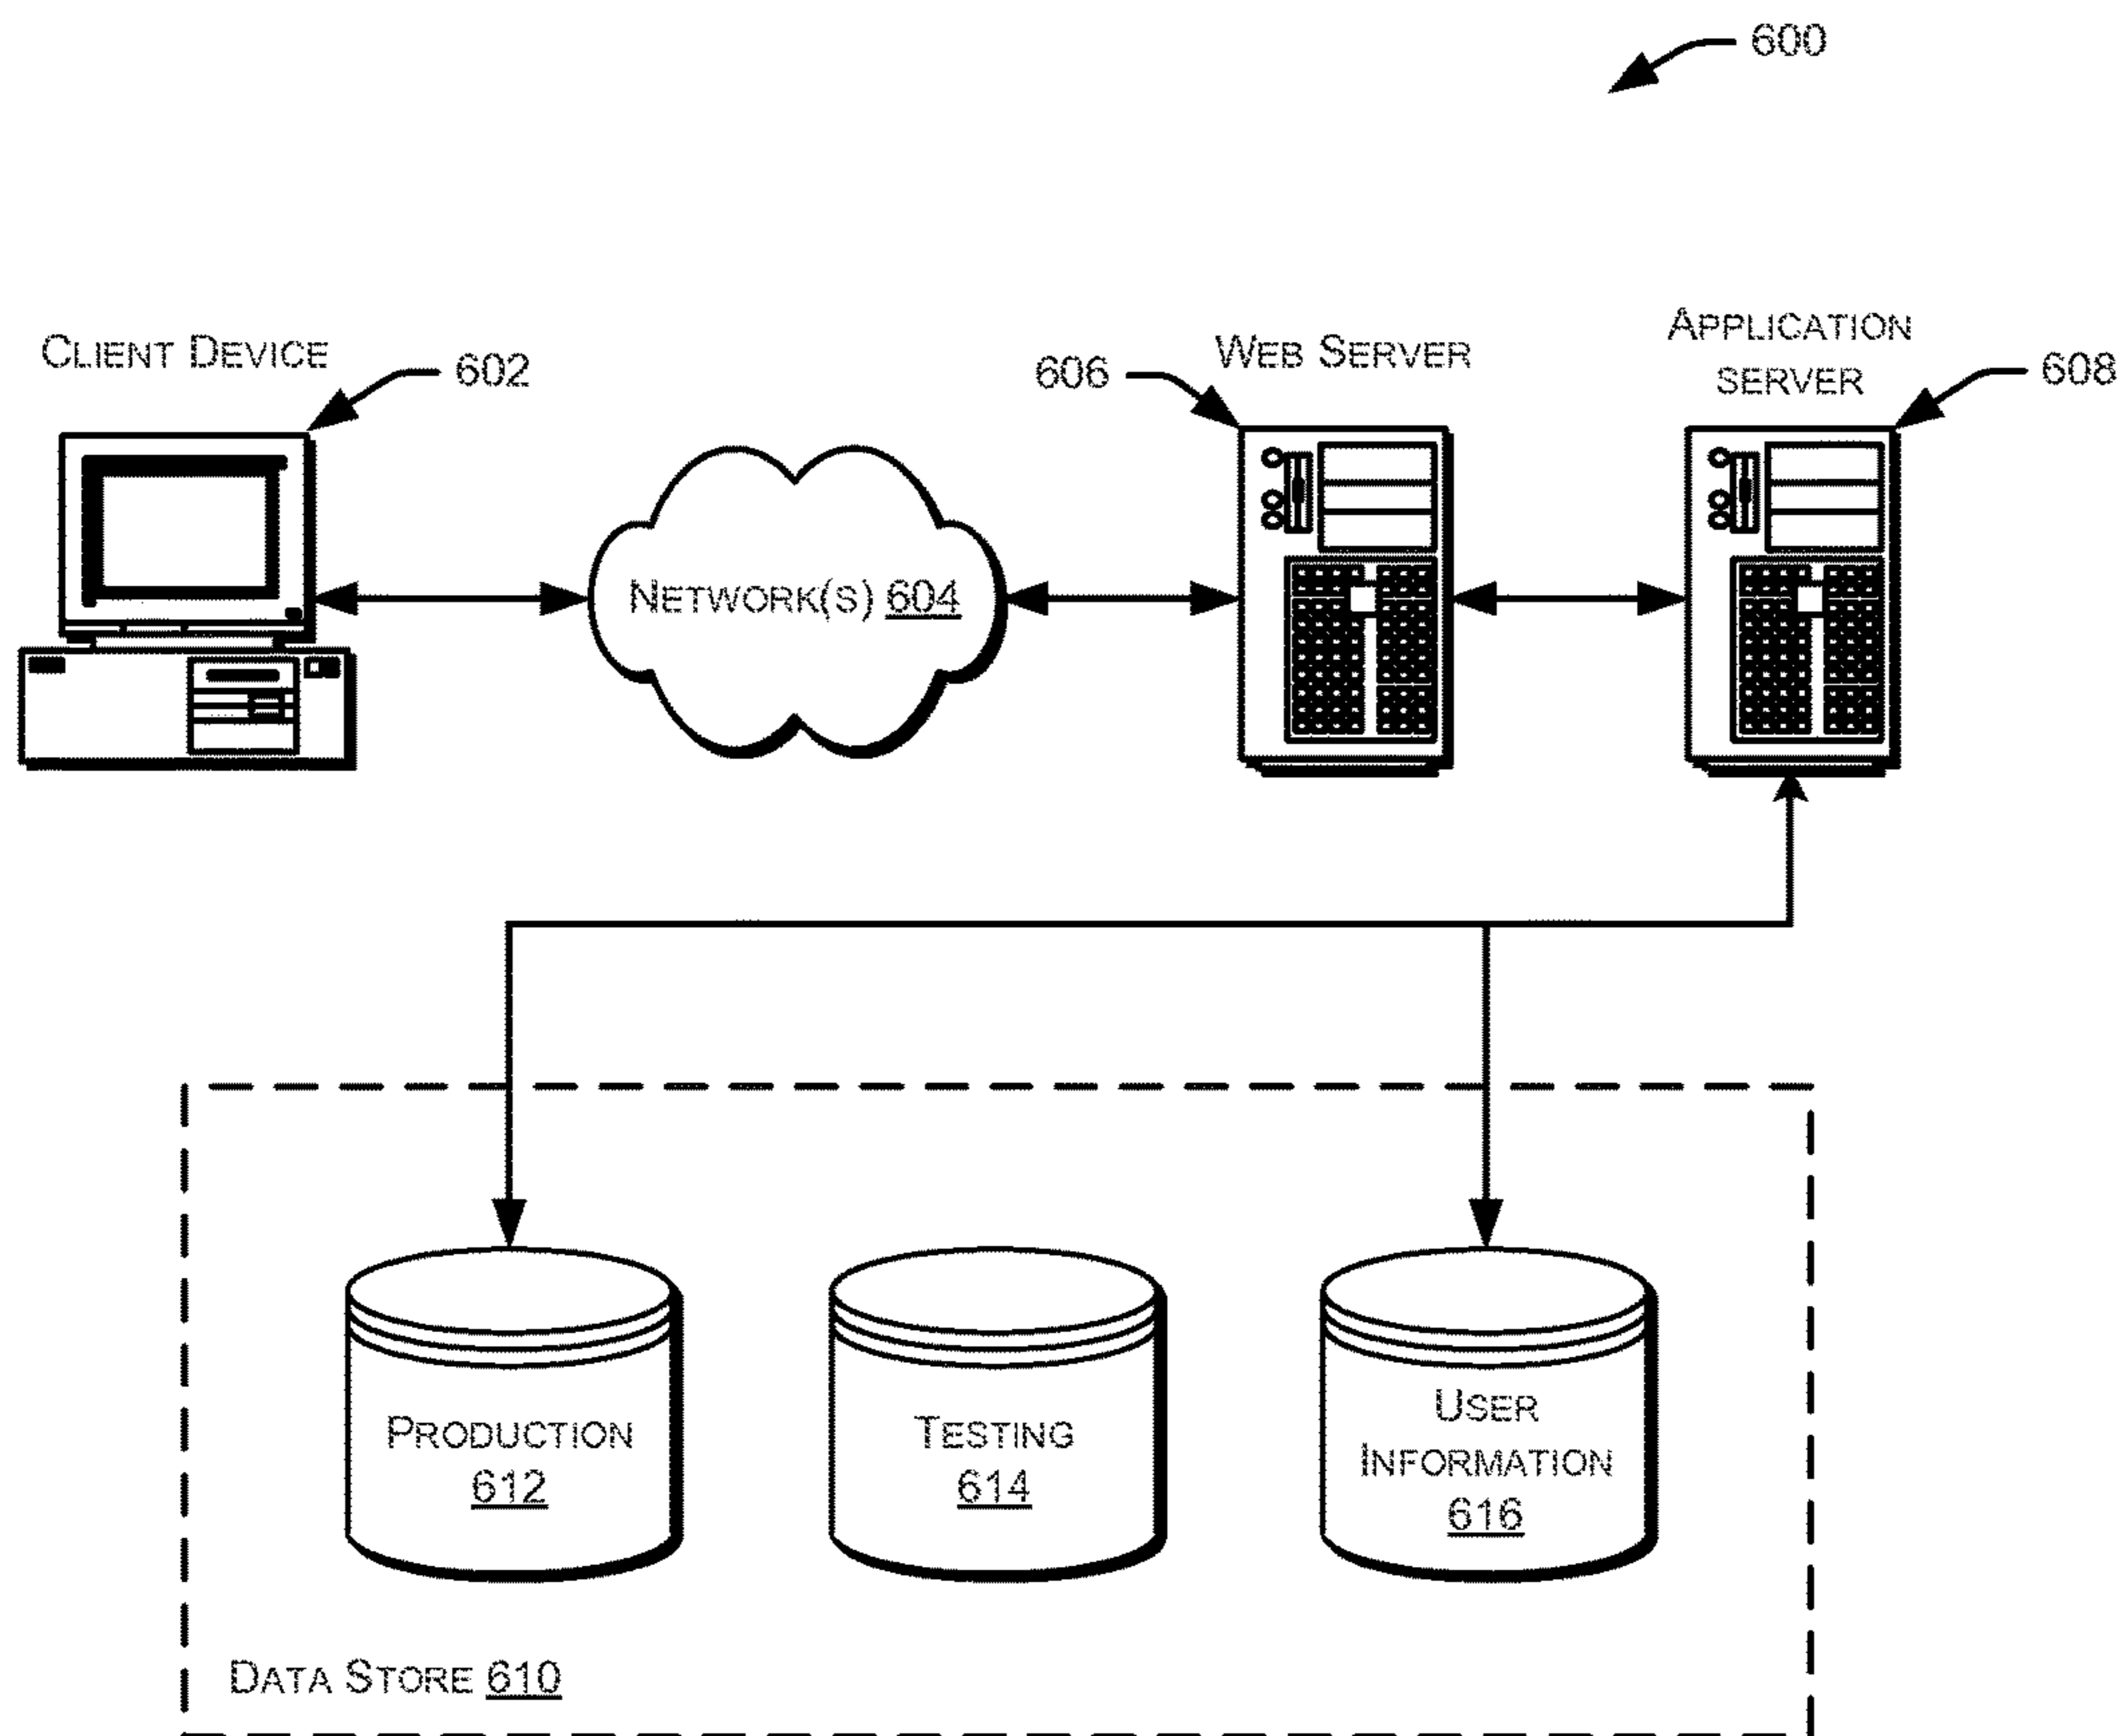 600
CLIENT DEVICE
602
606
WEB SERVER
APPLICATION
SERVER
608
NETWORK(S) 604
PRODUCTION
612
TESTING
614
USER
INFORMATION
616
DATA STORE 610